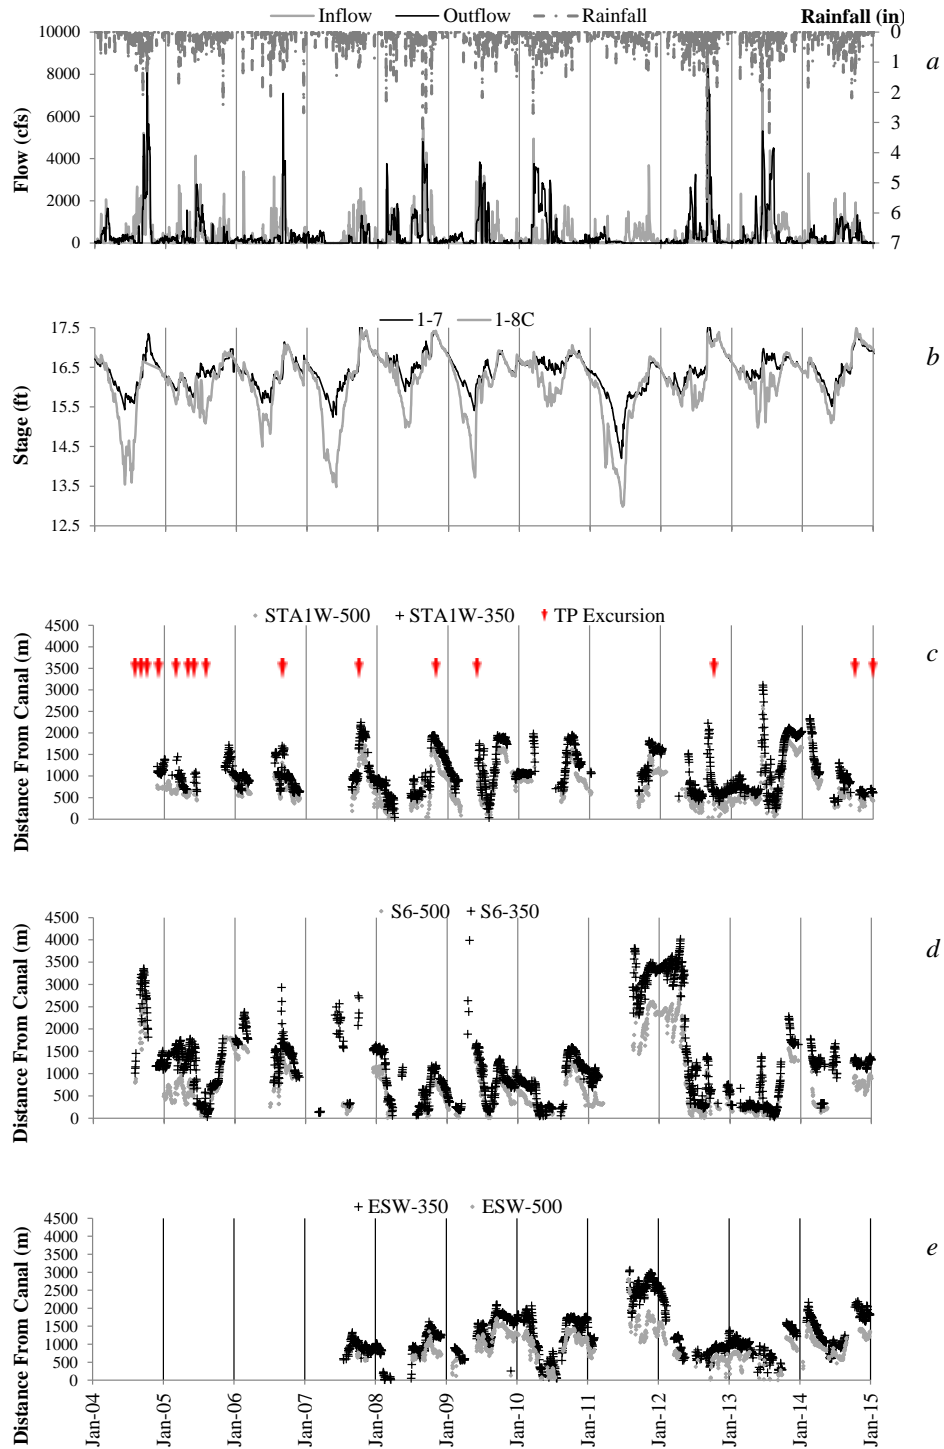 Inflow Outflow Rainfall Rainfall (in)
10000 0
8000 1
6000 2
4000 3
2000 4
0 5
6
7
Flow (cfs)
a
1-7 1-8C
17.5
16.5
15.5
14.5
13.5
12.5
Stage (ft)
b
STA1W-500 STA1W-350 TP Excursion
4500
4000
3500
3000
2500
2000
1500
1000
500
0
Distance From Canal (m)
c
S6-500 S6-350
4500
4000
3500
3000
2500
2000
1500
1000
500
0
Distance From Canal (m)
d
ESW-350 ESW-500
4500
4000
3500
3000
2500
2000
1500
1000
500
0
Distance From Canal (m)
e
Jan-04 Jan-05 Jan-06 Jan-07 Jan-08 Jan-09 Jan-10 Jan-11 Jan-12 Jan-13 Jan-14 Jan-15